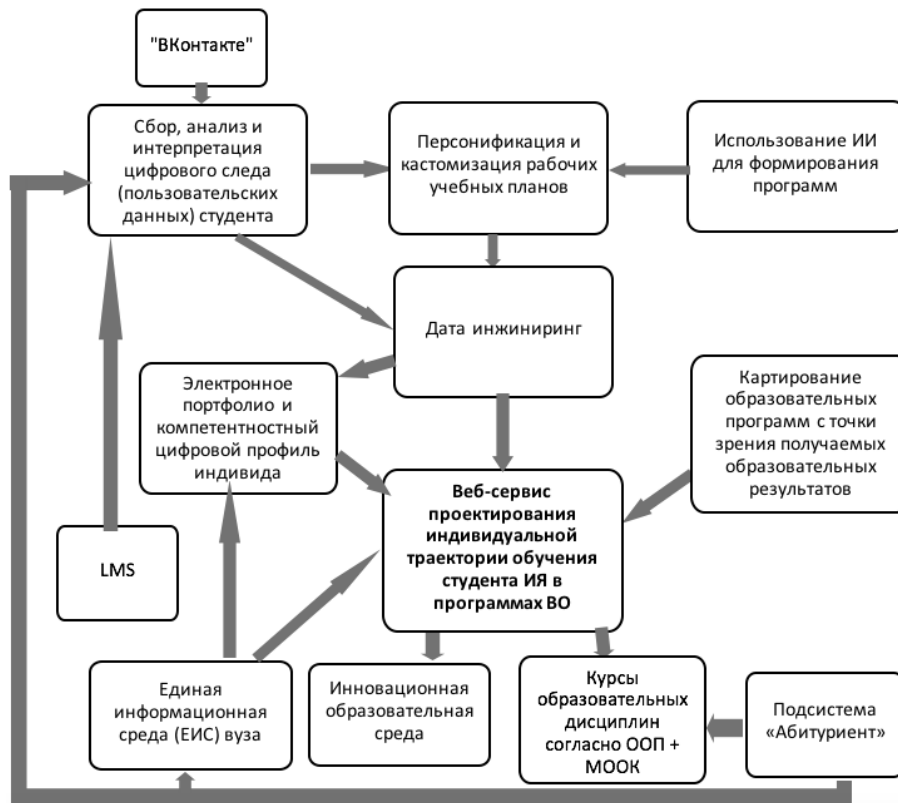 "ВКонтакте"
Сбор, анализ и
интерпретация
цифрового следа
(пользовательских
данных) студента
Персонификация и
кастомизация рабочих
учебных планов
Использование ИИ
для формирования
программ
Дата инжиниринг
Электронное
портфолио и
компетентностный
цифровой профиль
индивида
Картирование
образовательных
программ с точки
зрения получаемых
образовательных
результатов
Веб-сервис
проектирования
индивидуальной
траектории обучения
студента ИЯ в
программах ВО
LMS
Единая
информационная
среда (ЕИС) вуза
Инновационная
образовательная
среда
Курсы
образовательных
дисциплин
согласно ООП +
МООК
Подсистема
«Абитуриент»